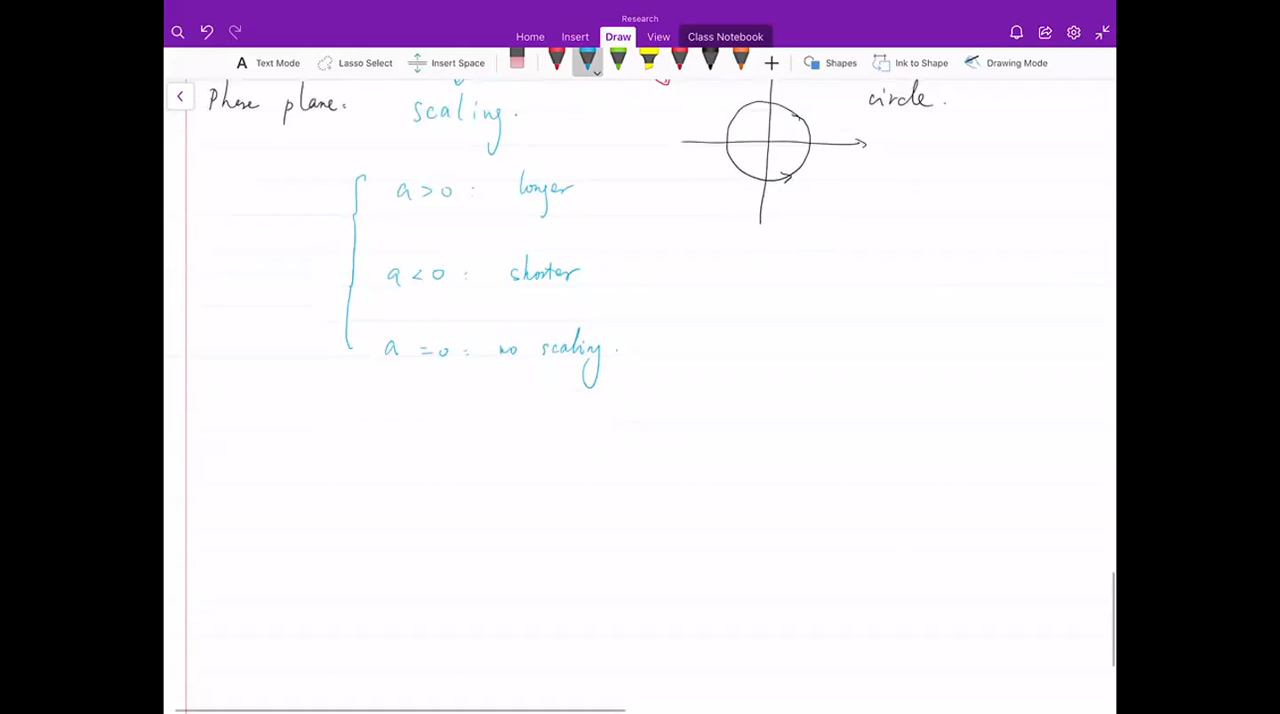 Research
Home Insert Draw View Class Notebook
A Text Mode Lasso Select Insert Space Shapes Ink to Shape Drawing Mode
Phase plane.
scaling.
circle.
a > 0 : longer
a < 0 : shorter
a = 0 : no scaling.